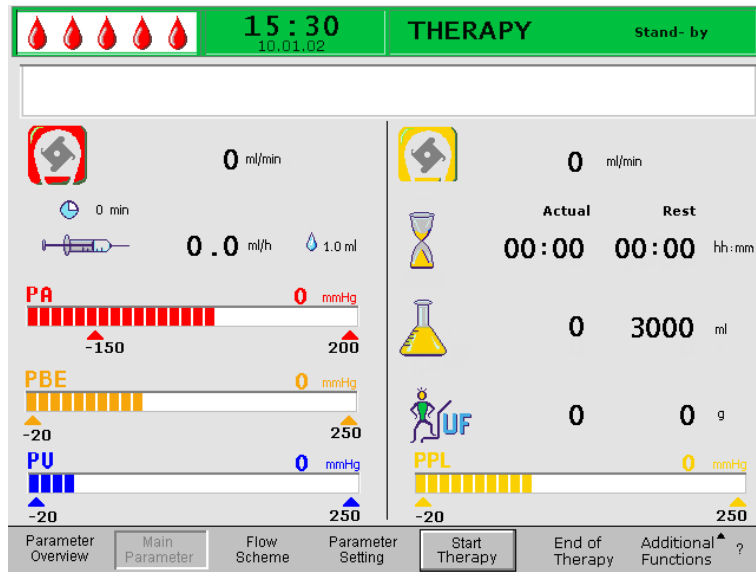 15:30 THERAPY Stand- by
10.01.02
0 ml/min
0 ml/min
0 min
Actual Rest
0.0 ml/h 1.0 ml
00:00 00:00 hh:mm
PA 0 mmHg
-150 200
0 3000 ml
PBE 0 mmHg
-20 250
UF 0 0 g
PV 0 mmHg
-20 250
PPL 0 mmHg
-20 250
Parameter Overview
Main Parameter
Flow Scheme
Parameter Setting
Start Therapy
End of Therapy
Additional Functions
?